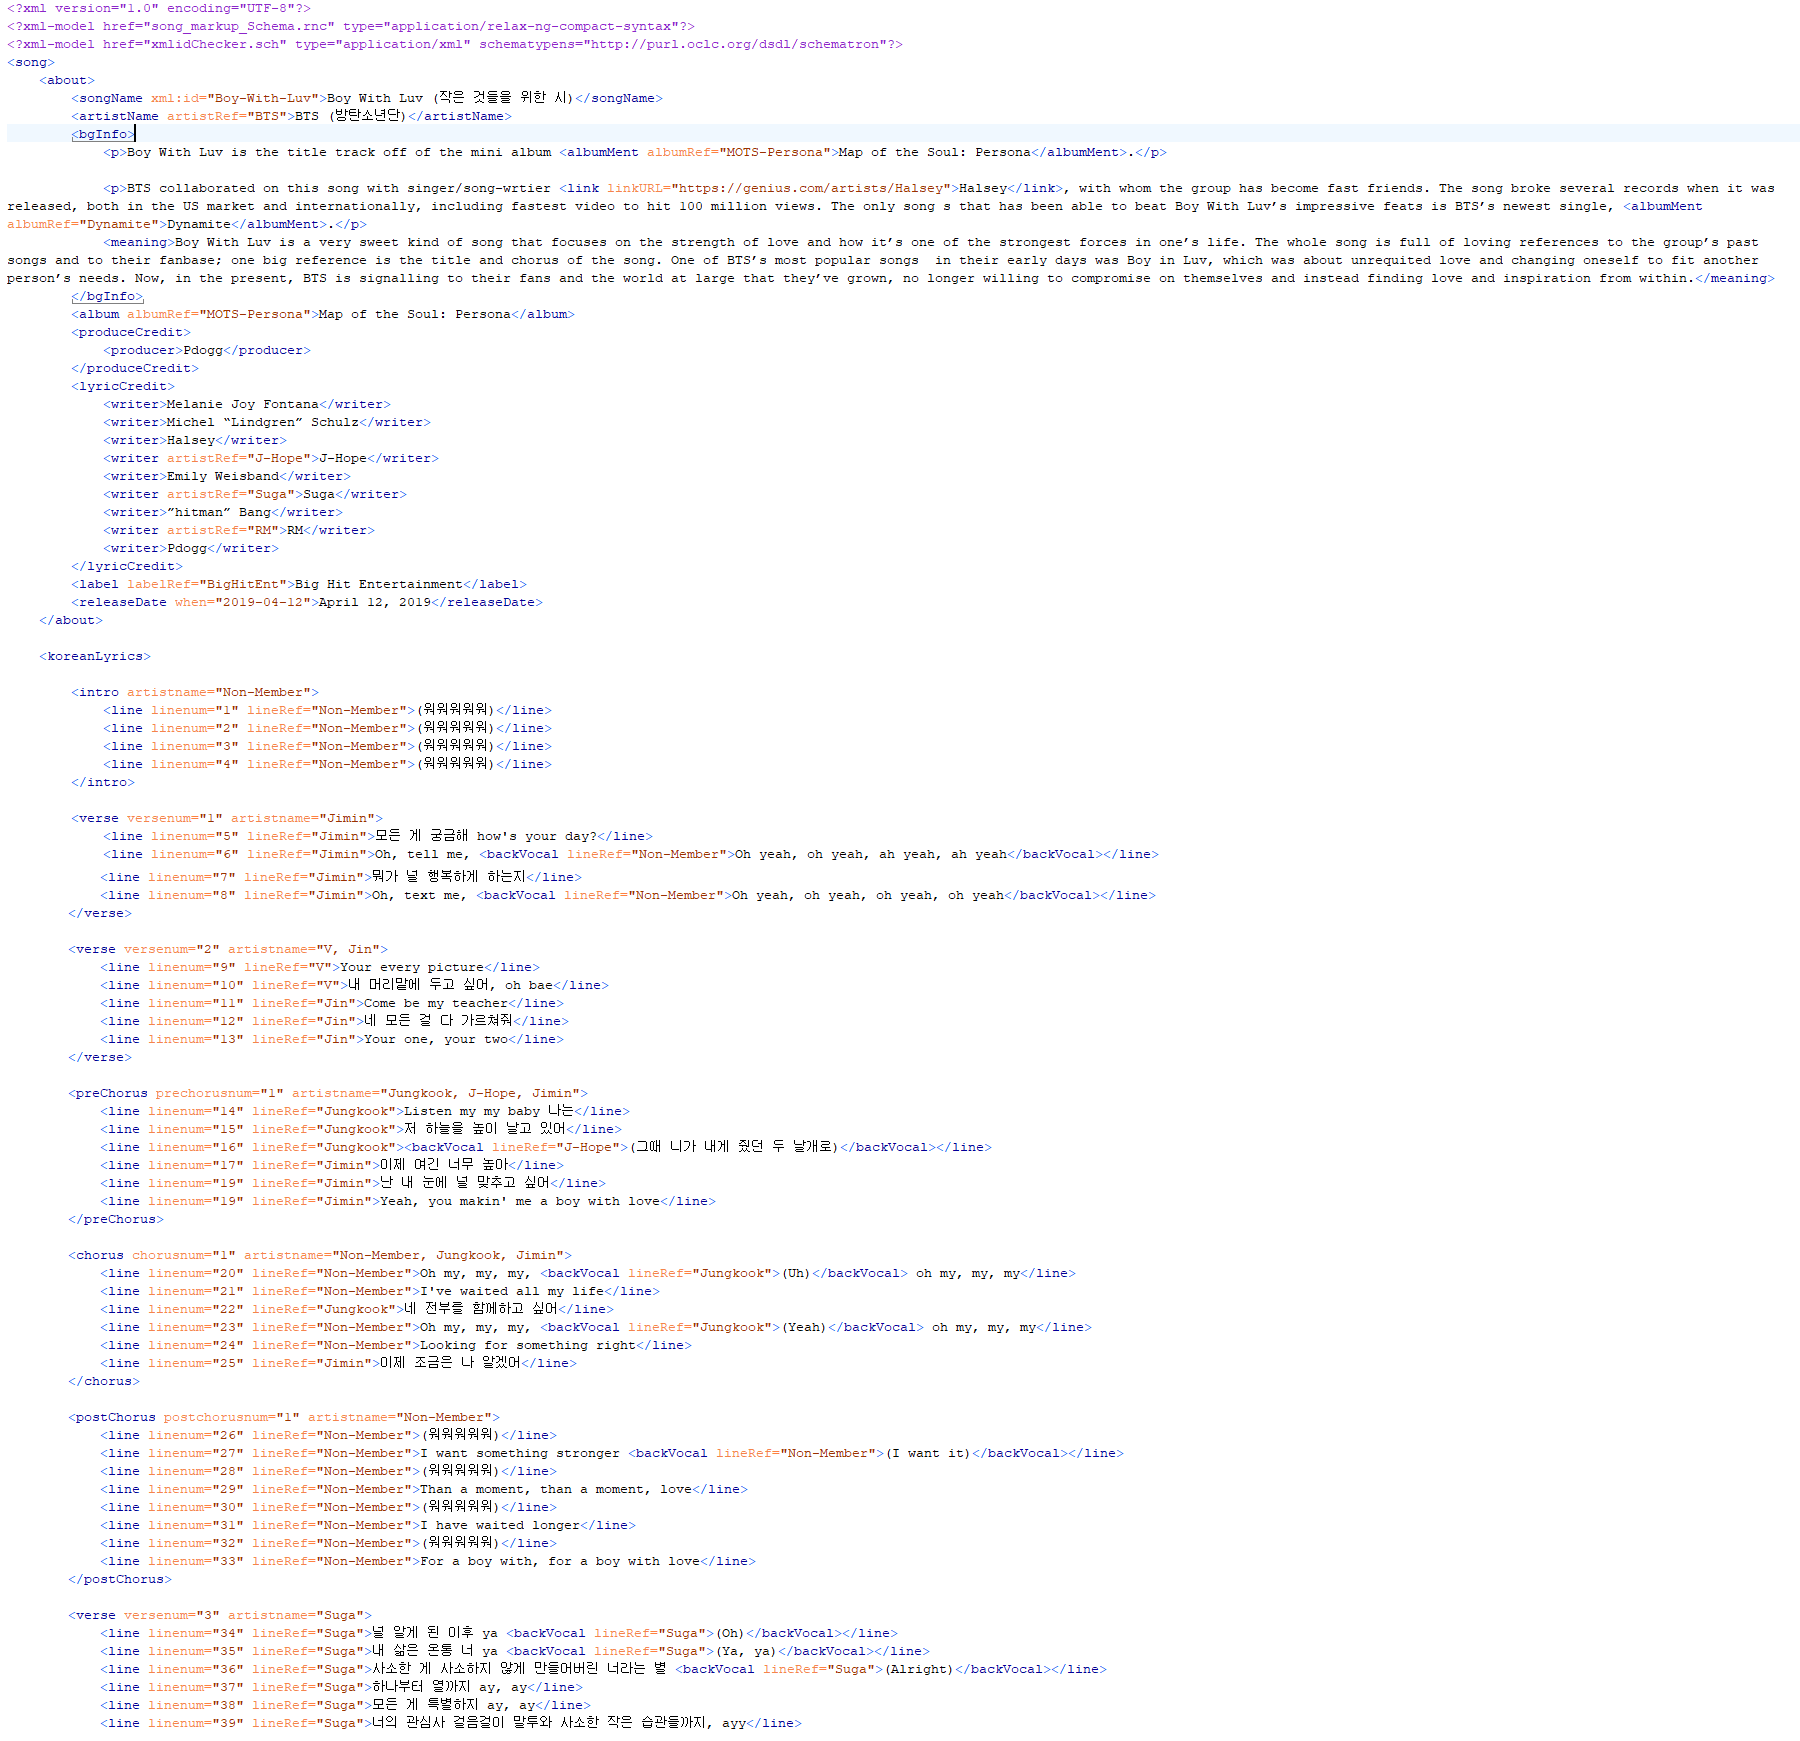 <?xml version="1.0" encoding="UTF-8"?>
<?xml-model href="song_markup_Schema.rnc" type="application/relax-ng-compact-syntax"?>
<?xml-model href="xmlidChecker.sch" type="application/xml" schematypens="http://purl.oclc.org/dsdl/schematron"?>
<song>
<about>
<songName xml:id="Boy-With-Luv">Boy With Luv (작은 것들을 위한 시)</songName>
<artistName artistRef="BTS">BTS (방탄소년단)</artistName>
<bgInfo>
<p>Boy With Luv is the title track off of the mini album <albumMent albumRef="MOTS-Persona">Map of the Soul: Persona</albumMent>.</p>
<p>BTS collaborated on this song with singer/song-wrtier <link linkURL="https://genius.com/artists/Halsey">Halsey</link>, with whom the group has become fast friends. The song broke several records when it was
released, both in the US market and internationally, including fastest video to hit 100 million views. The only song s that has been able to beat Boy With Luv’s impressive feats is BTS’s newest single, <albumMent
albumRef="Dynamite">Dynamite</albumMent>.</p>
<meaning>Boy With Luv is a very sweet kind of song that focuses on the strength of love and how it’s one of the strongest forces in one’s life. The whole song is full of loving references to the group’s past
songs and to their fanbase; one big reference is the title and chorus of the song. One of BTS’s most popular songs  in their early days was Boy in Luv, which was about unrequited love and changing oneself to fit another
person’s needs. Now, in the present, BTS is signalling to their fans and the world at large that they’ve grown, no longer willing to compromise on themselves and instead finding love and inspiration from within.</meaning>
</bgInfo>
<album albumRef="MOTS-Persona">Map of the Soul: Persona</album>
<produceCredit>
<producer>Pdogg</producer>
</produceCredit>
<lyricCredit>
<writer>Melanie Joy Fontana</writer>
<writer>Michel “Lindgren” Schulz</writer>
<writer>Halsey</writer>
<writer artistRef="J-Hope">J-Hope</writer>
<writer>Emily Weisband</writer>
<writer artistRef="Suga">Suga</writer>
<writer>”hitman” Bang</writer>
<writer artistRef="RM">RM</writer>
<writer>Pdogg</writer>
</lyricCredit>
<label labelRef="BigHitEnt">Big Hit Entertainment</label>
<releaseDate when="2019-04-12">April 12, 2019</releaseDate>
</about>
<koreanLyrics>
<intro artistname="Non-Member">
<line linenum="1" lineRef="Non-Member">(워워워워워)</line>
<line linenum="2" lineRef="Non-Member">(워워워워워)</line>
<line linenum="3" lineRef="Non-Member">(워워워워워)</line>
<line linenum="4" lineRef="Non-Member">(워워워워워)</line>
</intro>
<verse versenum="1" artistname="Jimin">
<line linenum="5" lineRef="Jimin">모든 게 궁금해 how's your day?</line>
<line linenum="6" lineRef="Jimin">Oh, tell me, <backVocal lineRef="Non-Member">Oh yeah, oh yeah, ah yeah, ah yeah</backVocal></line>
<line linenum="7" lineRef="Jimin">뭐가 널 행복하게 하는지</line>
<line linenum="8" lineRef="Jimin">Oh, text me, <backVocal lineRef="Non-Member">Oh yeah, oh yeah, oh yeah, oh yeah</backVocal></line>
</verse>
<verse versenum="2" artistname="V, Jin">
<line linenum="9" lineRef="V">Your every picture</line>
<line linenum="10" lineRef="V">내 머리맡에 두고 싶어, oh bae</line>
<line linenum="11" lineRef="Jin">Come be my teacher</line>
<line linenum="12" lineRef="Jin">네 모든 걸 다 가르쳐줘</line>
<line linenum="13" lineRef="Jin">Your one, your two</line>
</verse>
<preChorus prechorusnum="1" artistname="Jungkook, J-Hope, Jimin">
<line linenum="14" lineRef="Jungkook">Listen my my baby 나는</line>
<line linenum="15" lineRef="Jungkook">저 하늘을 높이 날고 있어</line>
<line linenum="16" lineRef="Jungkook"><backVocal lineRef="J-Hope">(그때 니가 내게 줬던 두 날개로)</backVocal></line>
<line linenum="17" lineRef="Jimin">이제 여긴 너무 높아</line>
<line linenum="19" lineRef="Jimin">난 내 눈에 널 맞추고 싶어</line>
<line linenum="19" lineRef="Jimin">Yeah, you makin' me a boy with love</line>
</preChorus>
<chorus chorusnum="1" artistname="Non-Member, Jungkook, Jimin">
<line linenum="20" lineRef="Non-Member">Oh my, my, my, <backVocal lineRef="Jungkook">(Uh)</backVocal> oh my, my, my</line>
<line linenum="21" lineRef="Non-Member">I've waited all my life</line>
<line linenum="22" lineRef="Jungkook">네 전부를 함께하고 싶어</line>
<line linenum="23" lineRef="Non-Member">Oh my, my, my, <backVocal lineRef="Jungkook">(Yeah)</backVocal> oh my, my, my</line>
<line linenum="24" lineRef="Non-Member">Looking for something right</line>
<line linenum="25" lineRef="Jimin">이제 조금은 나 알겠어</line>
</chorus>
<postChorus postchorusnum="1" artistname="Non-Member">
<line linenum="26" lineRef="Non-Member">(워워워워워)</line>
<line linenum="27" lineRef="Non-Member">I want something stronger <backVocal lineRef="Non-Member">(I want it)</backVocal></line>
<line linenum="28" lineRef="Non-Member">(워워워워워)</line>
<line linenum="29" lineRef="Non-Member">Than a moment, than a moment, love</line>
<line linenum="30" lineRef="Non-Member">(워워워워워)</line>
<line linenum="31" lineRef="Non-Member">I have waited longer</line>
<line linenum="32" lineRef="Non-Member">(워워워워워)</line>
<line linenum="33" lineRef="Non-Member">For a boy with, for a boy with love</line>
</postChorus>
<verse versenum="3" artistname="Suga">
<line linenum="34" lineRef="Suga">널 알게 된 이후 ya <backVocal lineRef="Suga">(Oh)</backVocal></line>
<line linenum="35" lineRef="Suga">내 삶은 온통 너 ya <backVocal lineRef="Suga">(Ya, ya)</backVocal></line>
<line linenum="36" lineRef="Suga">사소한 게 사소하지 않게 만들어버린 너라는 별 <backVocal lineRef="Suga">(Alright)</backVocal></line>
<line linenum="37" lineRef="Suga">하나부터 열까지 ay, ay</line>
<line linenum="38" lineRef="Suga">모든 게 특별하지 ay, ay</line>
<line linenum="39" lineRef="Suga">너의 관심사 걸음걸이 말투와 사소한 작은 습관들까지, ayy</line>